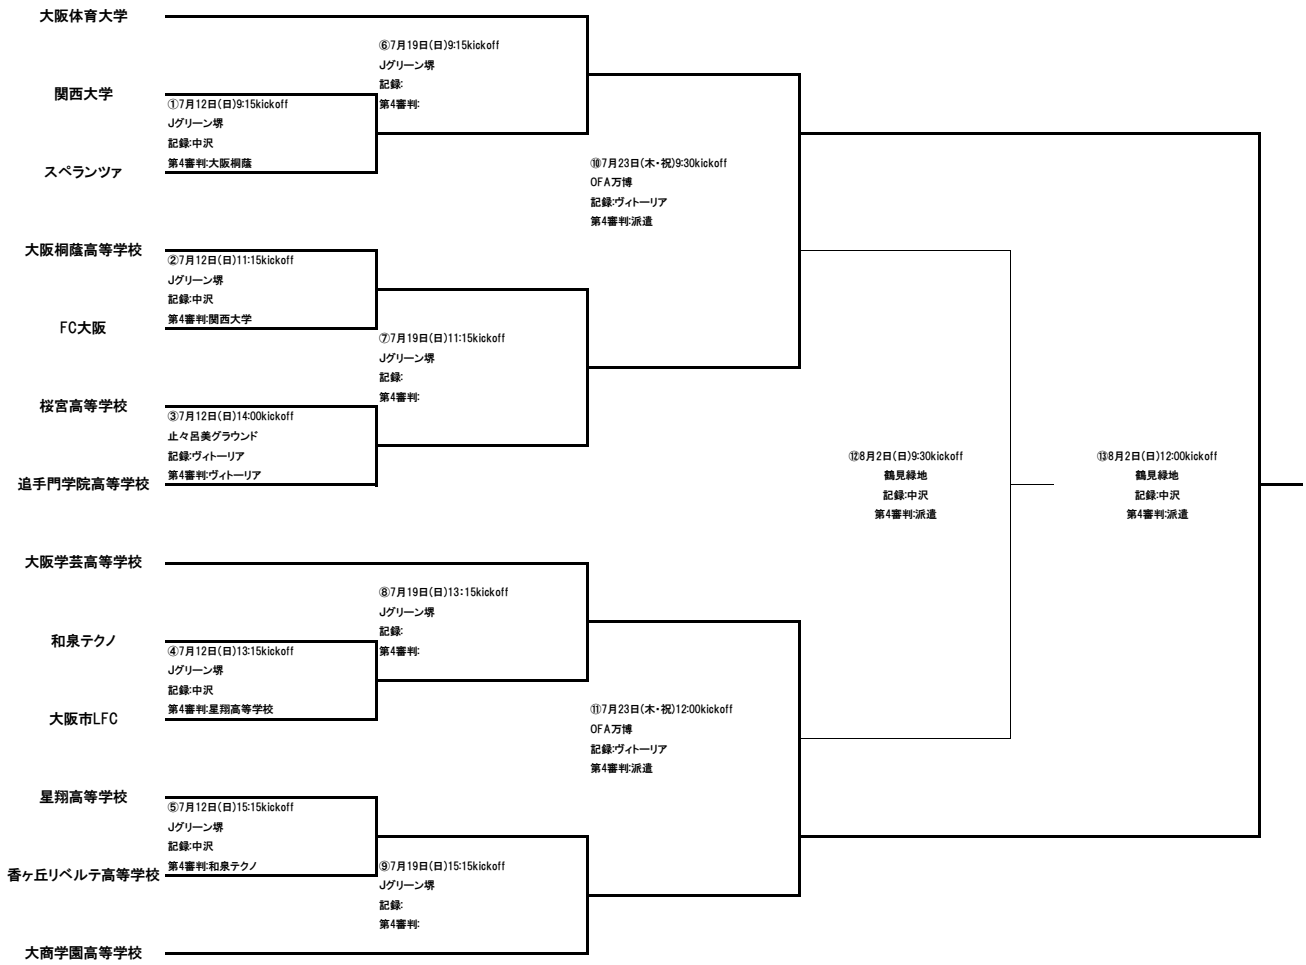 大阪体育大学
関西大学
スペランツァ
大阪桐蔭高等学校
FC大阪
桜宮高等学校
追手門学院高等学校
大阪学芸高等学校
和泉テクノ
大阪市LFC
星翔高等学校
香ヶ丘リベルテ高等学校
大商学園高等学校
①7月12日(日)9:15kickoff
Jグリーン堺
記録:中沢
第4審判:大阪桐蔭
②7月12日(日)11:15kickoff
Jグリーン堺
記録:中沢
第4審判:関西大学
③7月12日(日)14:00kickoff
止々呂美グラウンド
記録:ヴィトーリア
第4審判:ヴィトーリア
④7月12日(日)13:15kickoff
Jグリーン堺
記録:中沢
第4審判:星翔高等学校
⑤7月12日(日)15:15kickoff
Jグリーン堺
記録:中沢
第4審判:和泉テクノ
⑥7月19日(日)9:15kickoff
Jグリーン堺
記録:
第4審判:
⑦7月19日(日)11:15kickoff
Jグリーン堺
記録:
第4審判:
⑧7月19日(日)13:15kickoff
Jグリーン堺
記録:
第4審判:
⑨7月19日(日)15:15kickoff
Jグリーン堺
記録:
第4審判:
⑩7月23日(木・祝)9:30kickoff
OFA万博
記録:ヴィトーリア
第4審判:派遣
⑪7月23日(木・祝)12:00kickoff
OFA万博
記録:ヴィトーリア
第4審判:派遣
⑫8月2日(日)9:30kickoff
鶴見緑地
記録:中沢
第4審判:派遣
⑬8月2日(日)12:00kickoff
鶴見緑地
記録:中沢
第4審判:派遣